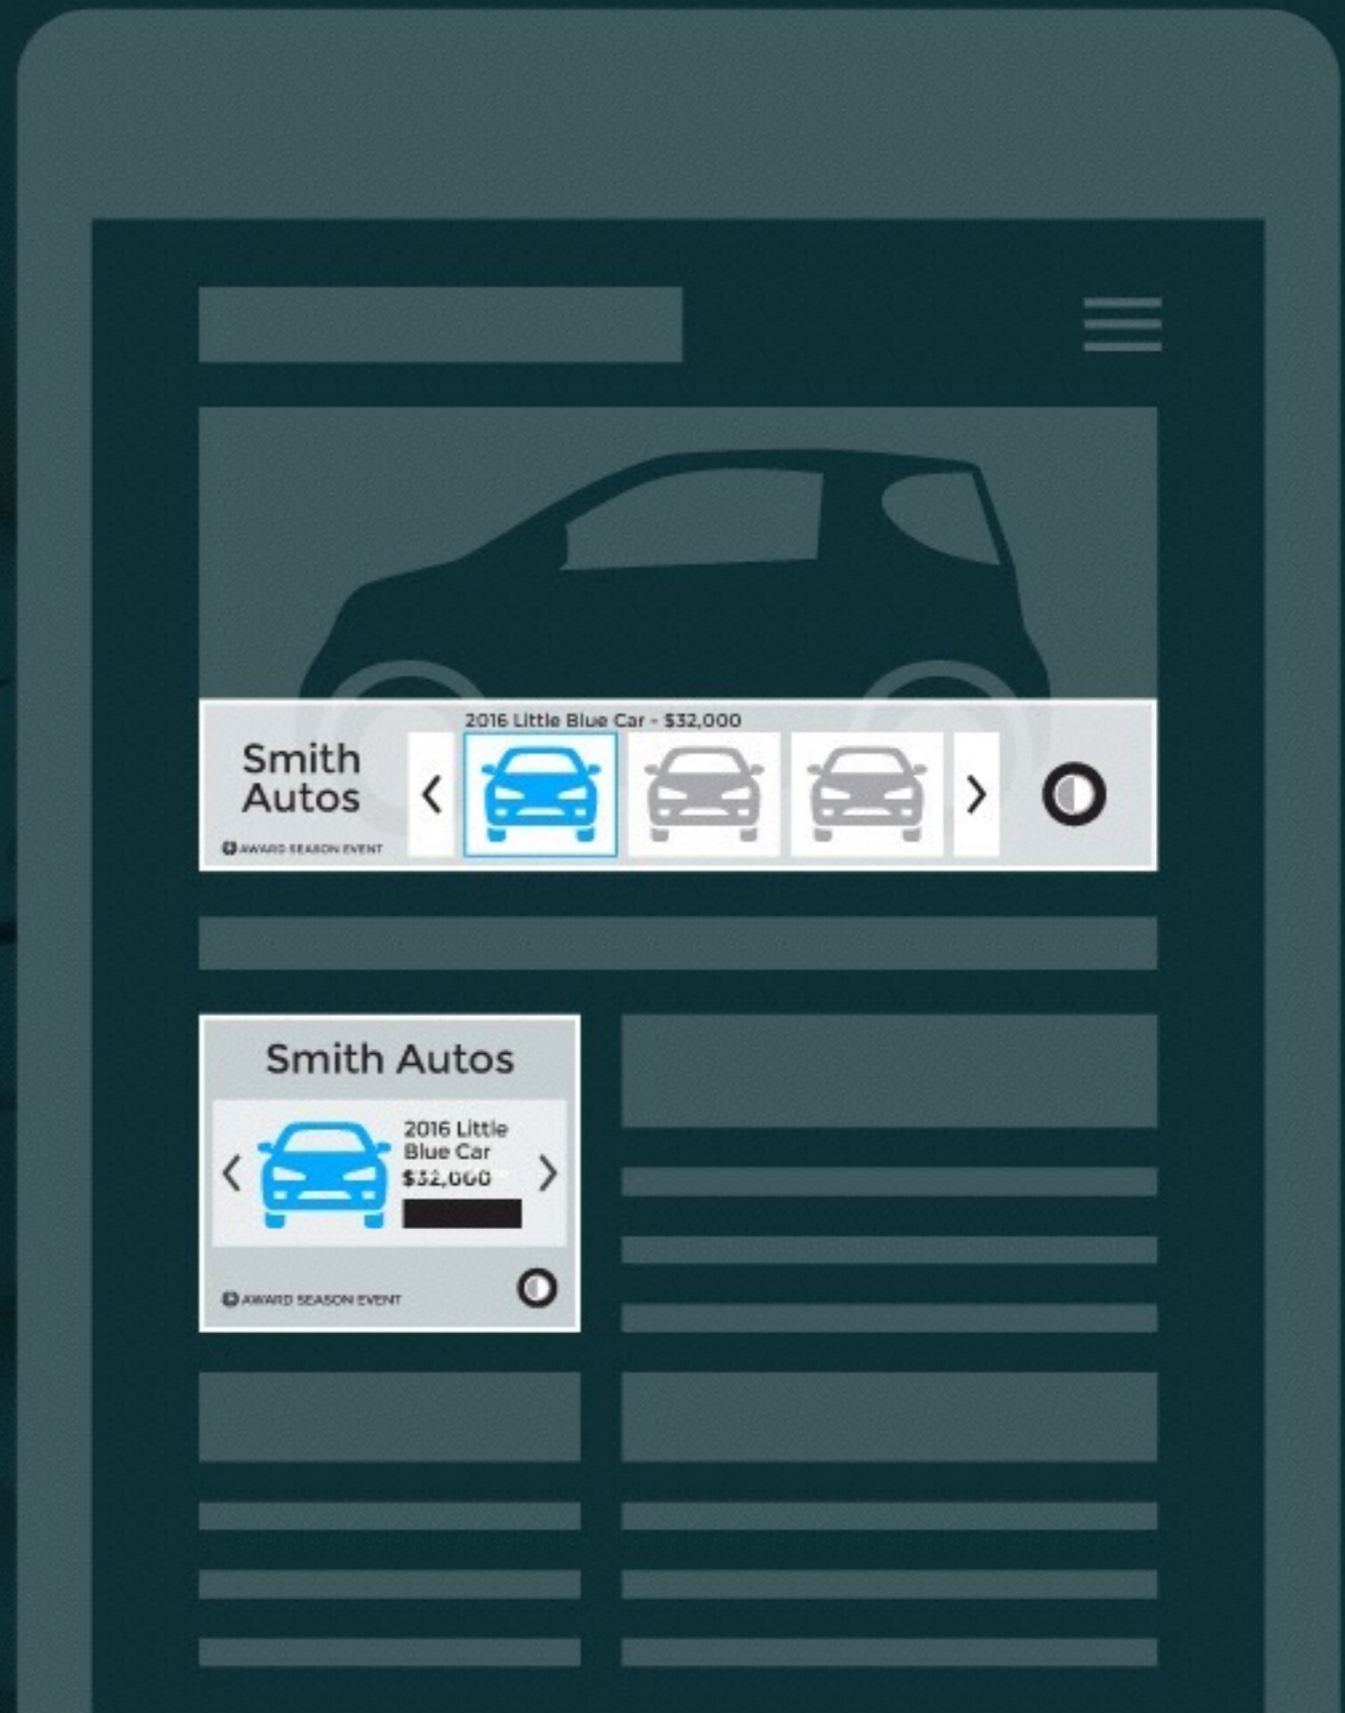 2016 Little Blue Car - $32,000
Smith
Autos
AWARD SEASON EVENT
Smith Autos
2016 Little
Blue Car
$32,000
AWARD SEASON EVENT